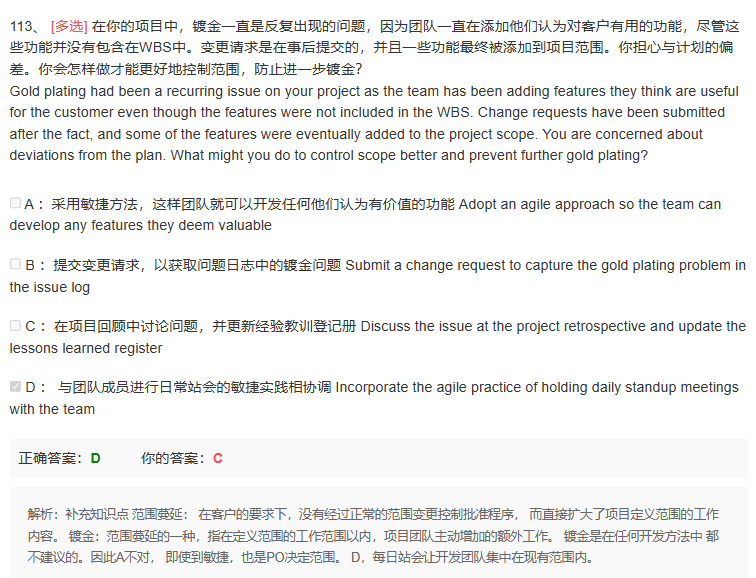 113、 [多选] 在你的项目中，镀金一直是反复出现的问题，因为团队一直在添加他们认为对客户有用的功能，尽管这
些功能并没有包含在WBS中。变更请求是在事后提交的，并且一些功能最终被添加到项目范围。你担心与计划的偏
差。你会怎样做才能更好地控制范围，防止进一步镀金？
Gold plating had been a recurring issue on your project as the team has been adding features they think are useful
for the customer even though the features were not included in the WBS. Change requests have been submitted
after the fact, and some of the features were eventually added to the project scope. You are concerned about
deviations from the plan. What might you do to control scope better and prevent further gold plating?
A： 采用敏捷方法，这样团队就可以开发任何他们认为有价值的功能 Adopt an agile approach so the team can
develop any features they deem valuable
B： 提交变更请求，以获取问题日志中的镀金问题 Submit a change request to capture the gold plating problem in
the issue log
C： 在项目回顾中讨论问题，并更新经验教训登记册 Discuss the issue at the project retrospective and update the
lessons learned register
D： 与团队成员进行日常站会的敏捷实践相协调 Incorporate the agile practice of holding daily standup meetings
with the team
正确答案：D 你的答案：C
解析：补充知识点 范围蔓延： 在客户的要求下，没有经过正常的范围变更控制批准程序， 而直接扩大了项目定义范围的工作
内容。 镀金：范围蔓延的一种，指在定义范围的工作范围以内，项目团队主动增加的额外工作。 镀金是在任何开发方法中 都
不建议的。因此A不对， 即使到敏捷，也是PO决定范围。 D，每日站会让开发团队集中在现有范围内。